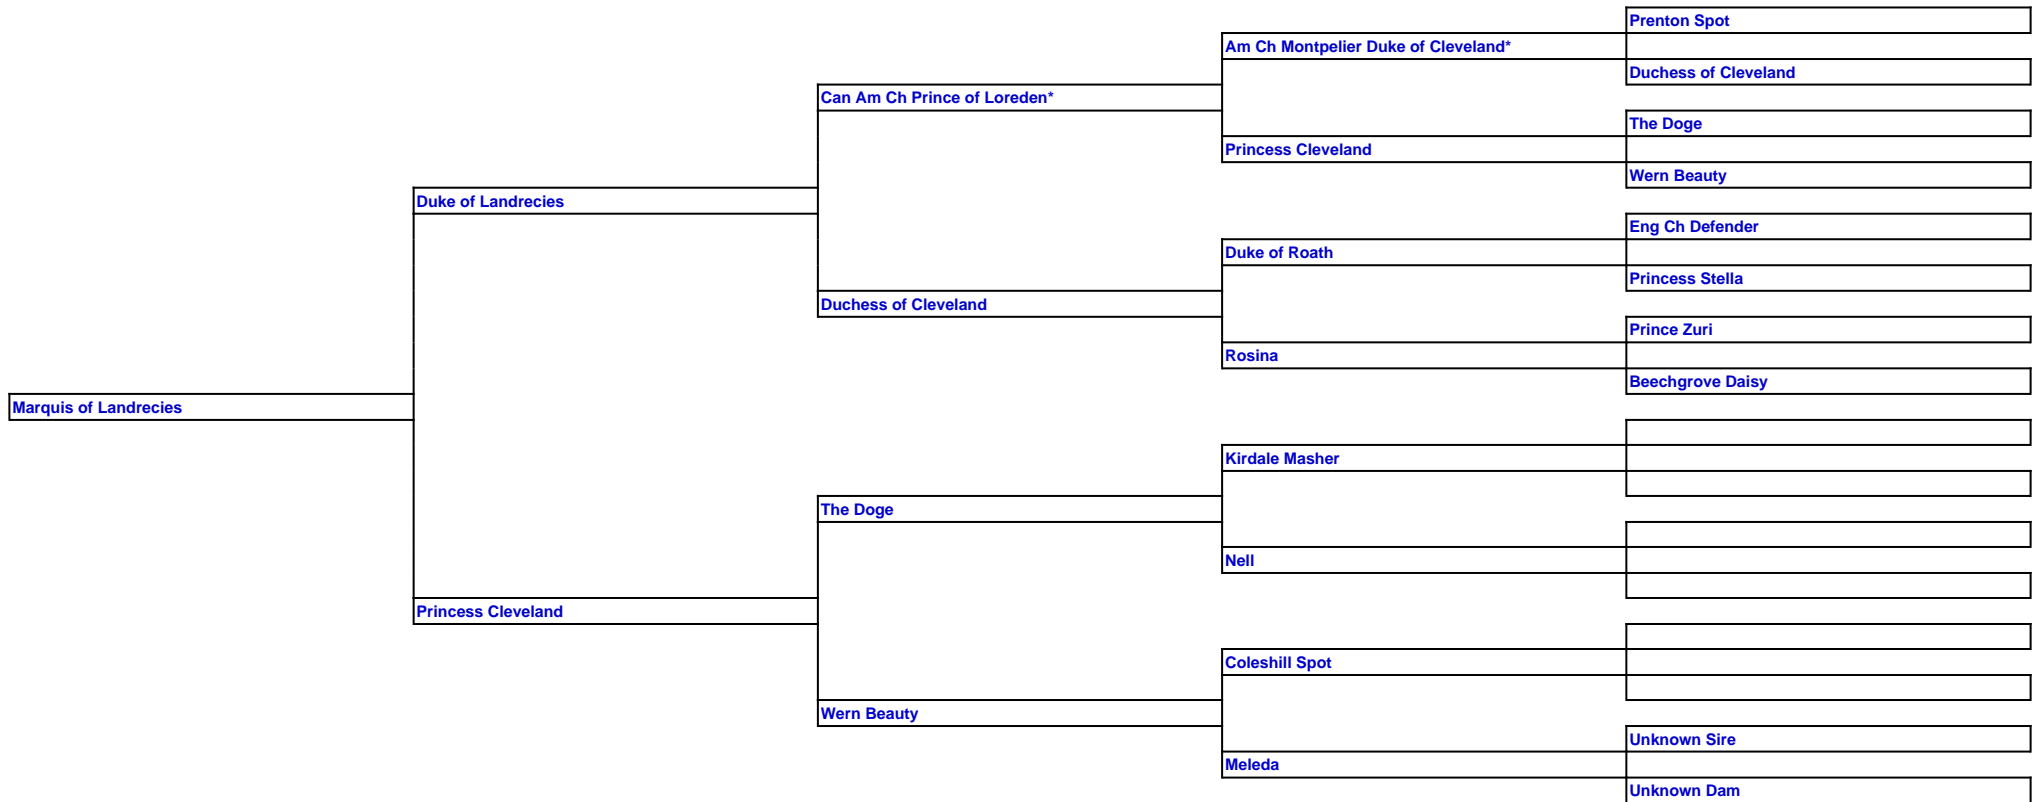 Prenton Spot
Am Ch Montpelier Duke of Cleveland*
Duchess of Cleveland
Can Am Ch Prince of Loreden*
The Doge
Princess Cleveland
Wern Beauty
Duke of Landrecies
Eng Ch Defender
Duke of Roath
Princess Stella
Duchess of Cleveland
Prince Zuri
Rosina
Beechgrove Daisy
Marquis of Landrecies
Kirdale Masher
The Doge
Nell
Princess Cleveland
Coleshill Spot
Wern Beauty
Unknown Sire
Meleda
Unknown Dam